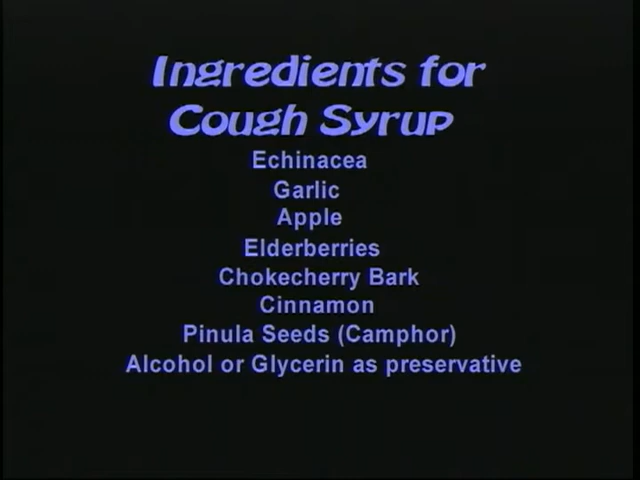 Ingredients for
Cough Syrup
Echinacea
Garlic
Apple
Elderberries
Chokecherry Bark
Cinnamon
Pinula Seeds (Camphor)
Alcohol or Glycerin as preservative